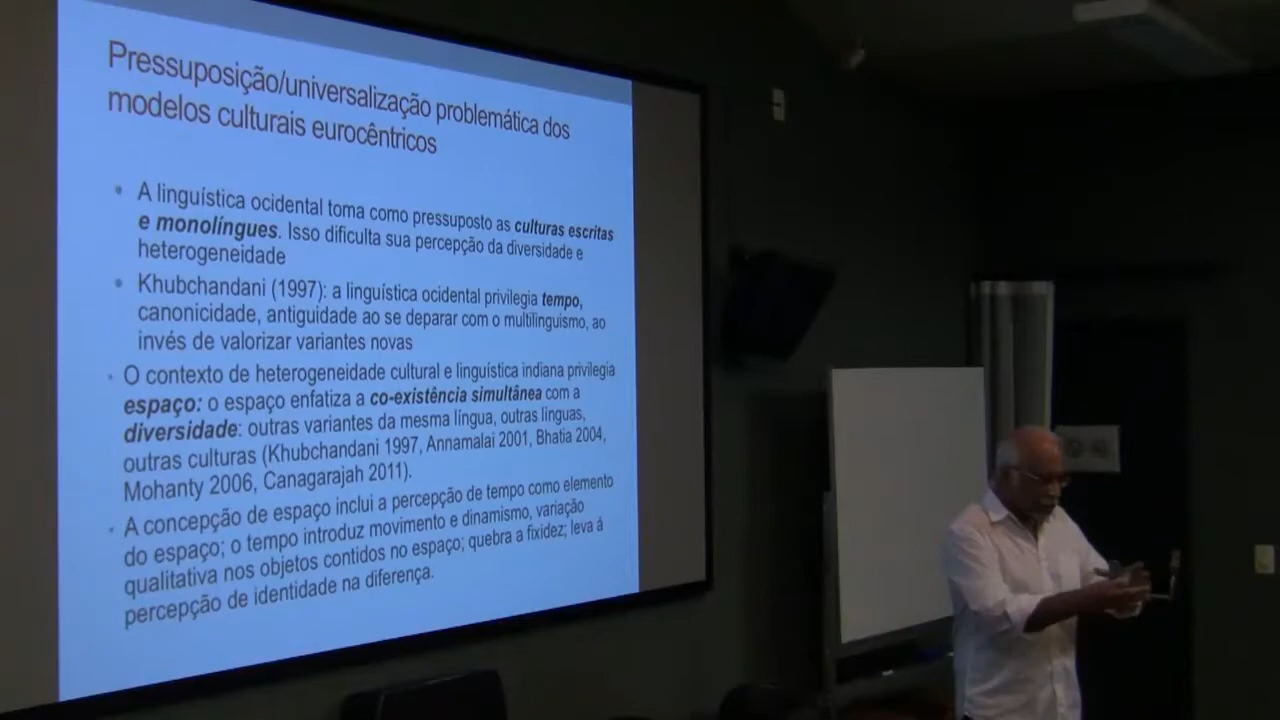 Pressuposição/universalização problemática dos
modelos culturais eurocêntricos
• A linguística ocidental toma como pressuposto as culturas escritas
e monolíngues. Isso dificulta sua percepção da diversidade e
heterogeneidade
• Khubchandani (1997): a linguística ocidental privilegia tempo,
canonicidade, antiguidade ao se deparar com o multilinguismo, ao
invés de valorizar variantes novas
• O contexto de heterogeneidade cultural e linguística indiana privilegia
espaço: o espaço enfatiza a co-existência simultânea com a
diversidade: outras variantes da mesma língua, outras línguas,
outras culturas (Khubchandani 1997, Annamalai 2001, Bhatia 2004,
Mohanty 2006, Canagarajah 2011).
• A concepção de espaço inclui a percepção de tempo como elemento
do espaço; o tempo introduz movimento e dinamismo, variação
qualitativa nos objetos contidos no espaço; quebra a fixidez; leva á
percepção de identidade na diferença.